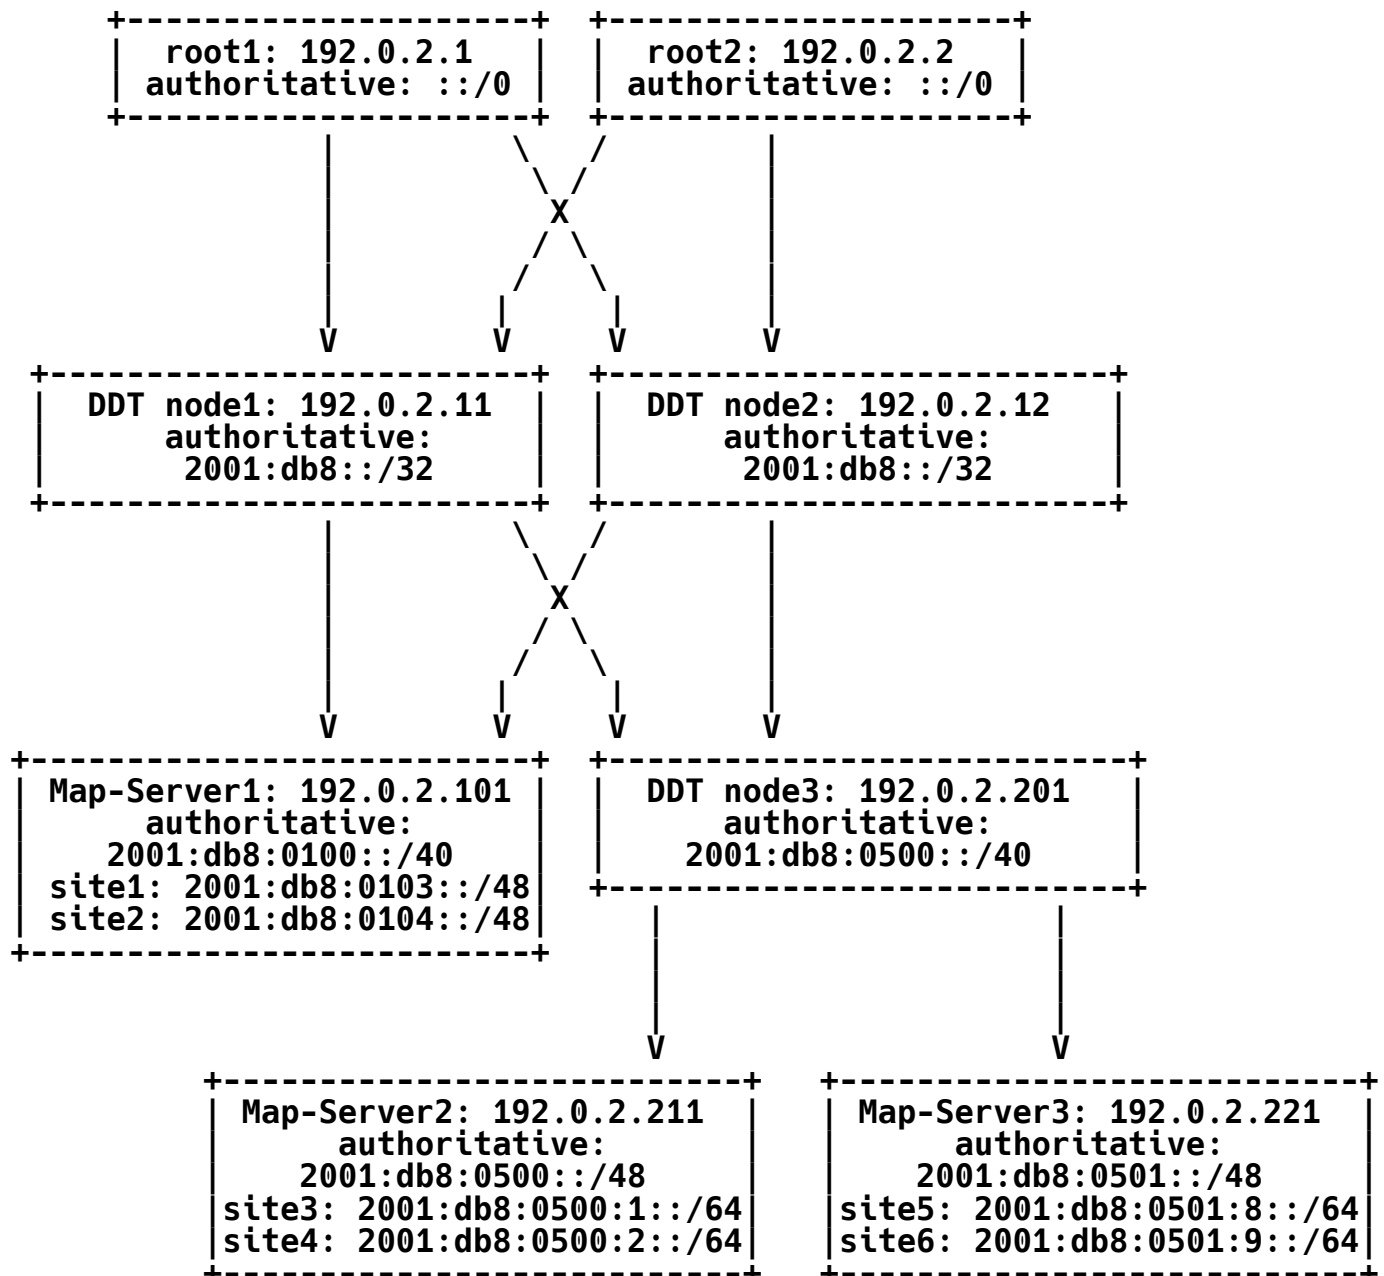 root1: 192.0.2.1
authoritative: ::/0
root2: 192.0.2.2
authoritative: ::/0
X
V V V V
DDT node1: 192.0.2.11
authoritative:
2001:db8::/32
DDT node2: 192.0.2.12
authoritative:
2001:db8::/32
X
V V V V
Map-Server1: 192.0.2.101
authoritative:
2001:db8:0100::/40
site1: 2001:db8:0103::/48
site2: 2001:db8:0104::/48
DDT node3: 192.0.2.201
authoritative:
2001:db8:0500::/40
V V
Map-Server2: 192.0.2.211
authoritative:
2001:db8:0500::/48
site3: 2001:db8:0500:1::/64
site4: 2001:db8:0500:2::/64
Map-Server3: 192.0.2.221
authoritative:
2001:db8:0501::/48
site5: 2001:db8:0501:8::/64
site6: 2001:db8:0501:9::/64